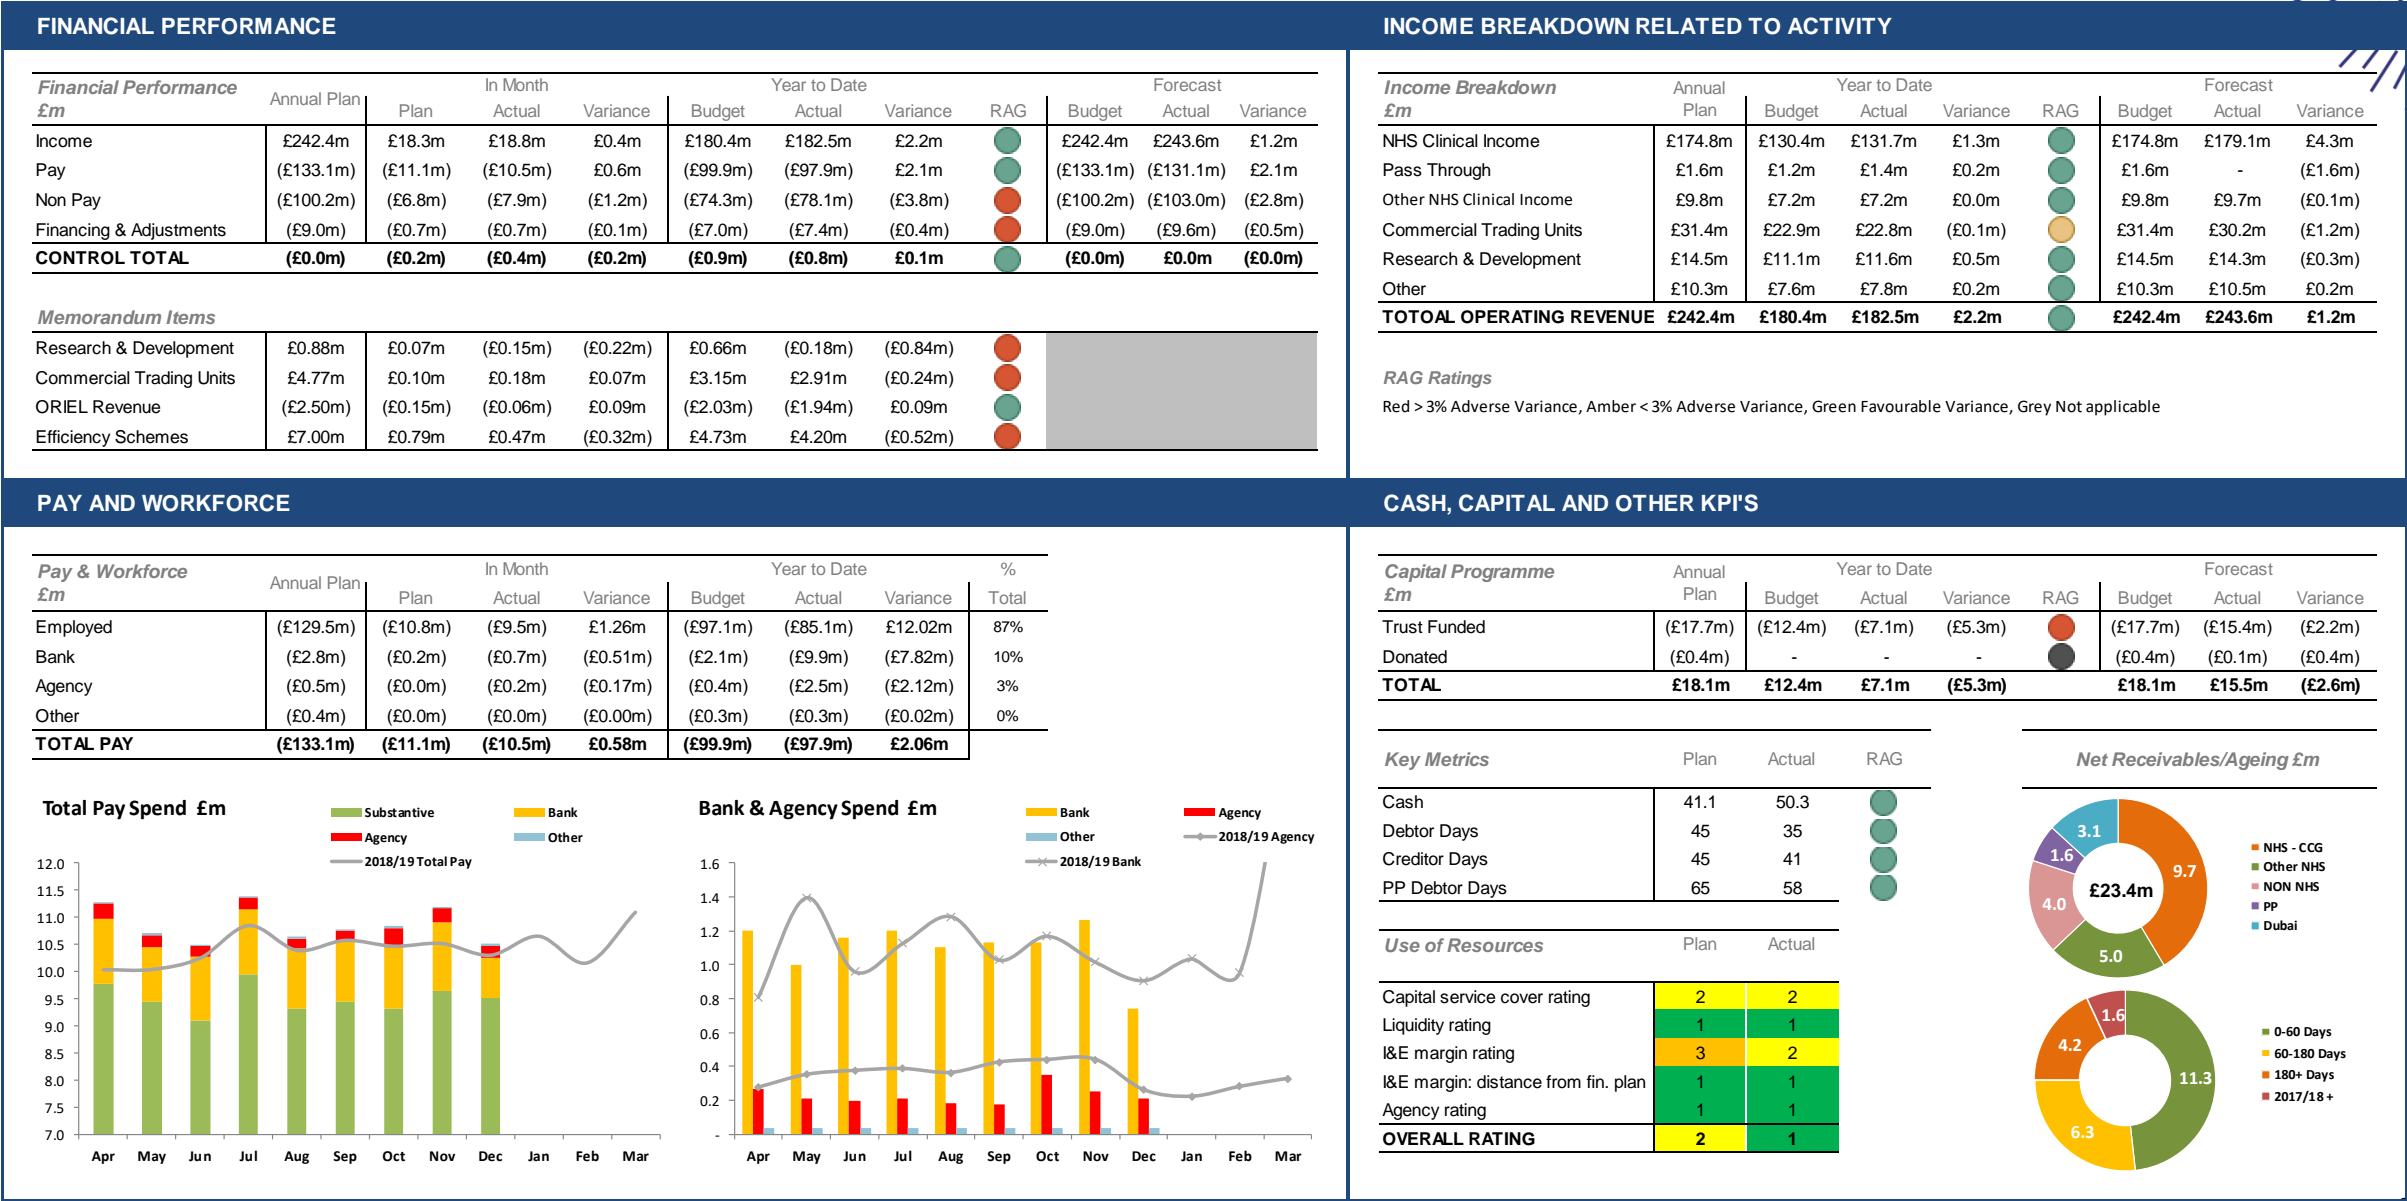 FINANCIAL PERFORMANCE
Financial Performance £m Annual Plan In Month Year to Date Forecast
Plan Actual Variance Budget Actual Variance RAG Budget Actual Variance
Income £242.4m £18.3m £18.8m £0.4m £180.4m £182.5m £2.2m £242.4m £243.6m £1.2m
Pay (£133.1m) (£11.1m) (£10.5m) £0.6m (£99.9m) (£97.9m) £2.1m (£133.1m) (£131.1m) £2.1m
Non Pay (£100.2m) (£6.8m) (£7.9m) (£1.2m) (£74.3m) (£78.1m) (£3.8m) (£100.2m) (£103.0m) (£2.8m)
Financing & Adjustments (£9.0m) (£0.7m) (£0.7m) (£0.1m) (£7.0m) (£7.4m) (£0.4m) (£9.0m) (£9.6m) (£0.5m)
CONTROL TOTAL (£0.0m) (£0.2m) (£0.4m) (£0.2m) (£0.9m) (£0.8m) £0.1m (£0.0m) £0.0m (£0.0m)
Memorandum Items
Research & Development £0.88m £0.07m (£0.15m) (£0.22m) £0.66m (£0.18m) (£0.84m)
Commercial Trading Units £4.77m £0.10m £0.18m £0.07m £3.15m £2.91m (£0.24m)
ORIEL Revenue (£2.50m) (£0.15m) (£0.06m) £0.09m (£2.03m) (£1.94m) £0.09m
Efficiency Schemes £7.00m £0.79m £0.47m (£0.32m) £4.73m £4.20m (£0.52m)
INCOME BREAKDOWN RELATED TO ACTIVITY
Income Breakdown £m Annual Plan Year to Date Forecast
Budget Actual Variance RAG Budget Actual Variance
NHS Clinical Income £174.8m £130.4m £131.7m £1.3m £174.8m £179.1m £4.3m
Pass Through £1.6m £1.2m £1.4m £0.2m £1.6m - (£1.6m)
Other NHS Clinical Income £9.8m £7.2m £7.2m £0.0m £9.8m £9.7m (£0.1m)
Commercial Trading Units £31.4m £22.9m £22.8m (£0.1m) £31.4m £30.2m (£1.2m)
Research & Development £14.5m £11.1m £11.6m £0.5m £14.5m £14.3m (£0.3m)
Other £10.3m £7.6m £7.8m £0.2m £10.3m £10.5m £0.2m
TOTOAL OPERATING REVENUE £242.4m £180.4m £182.5m £2.2m £242.4m £243.6m £1.2m
RAG Ratings
Red > 3% Adverse Variance, Amber < 3% Adverse Variance, Green Favourable Variance, Grey Not applicable
PAY AND WORKFORCE
Pay & Workforce £m Annual Plan In Month Year to Date % Total
Plan Actual Variance Budget Actual Variance
Employed (£129.5m) (£10.8m) (£9.5m) £1.26m (£97.1m) (£85.1m) £12.02m 87%
Bank (£2.8m) (£0.2m) (£0.7m) (£0.51m) (£2.1m) (£9.9m) (£7.82m) 10%
Agency (£0.5m) (£0.0m) (£0.2m) (£0.17m) (£0.4m) (£2.5m) (£2.12m) 3%
Other (£0.4m) (£0.0m) (£0.0m) (£0.00m) (£0.3m) (£0.3m) (£0.02m) 0%
TOTAL PAY (£133.1m) (£11.1m) (£10.5m) £0.58m (£99.9m) (£97.9m) £2.06m
Total Pay Spend £m
Substantive Bank
Agency Other
2018/19 Total Pay
12.0
11.5
11.0
10.5
10.0
9.5
9.0
8.5
8.0
7.5
7.0
Apr May Jun Jul Aug Sep Oct Nov Dec Jan Feb Mar
Bank & Agency Spend £m
Bank Agency
Other 2018/19 Agency
2018/19 Bank
1.6
1.4
1.2
1.0
0.8
0.6
0.4
0.2
-
Apr May Jun Jul Aug Sep Oct Nov Dec Jan Feb Mar
CASH, CAPITAL AND OTHER KPI'S
Capital Programme £m Annual Plan Year to Date Forecast
Budget Actual Variance RAG Budget Actual Variance
Trust Funded (£17.7m) (£12.4m) (£7.1m) (£5.3m) (£17.7m) (£15.4m) (£2.2m)
Donated (£0.4m) - - - (£0.4m) (£0.1m) (£0.4m)
TOTAL £18.1m £12.4m £7.1m (£5.3m) £18.1m £15.5m (£2.6m)
Key Metrics Plan Actual RAG
Cash 41.1 50.3
Debtor Days 45 35
Creditor Days 45 41
PP Debtor Days 65 58
Use of Resources Plan Actual
Capital service cover rating 2 2
Liquidity rating 1 1
I&E margin rating 3 2
I&E margin: distance from fin. plan 1 1
Agency rating 1 1
OVERALL RATING 2 1
Net Receivables/Ageing £m
9.7
5.0
4.0
1.6
3.1
£23.4m
NHS - CCG
Other NHS
NON NHS
PP
Dubai
11.3
6.3
4.2
1.6
0-60 Days
60-180 Days
180+ Days
2017/18 +